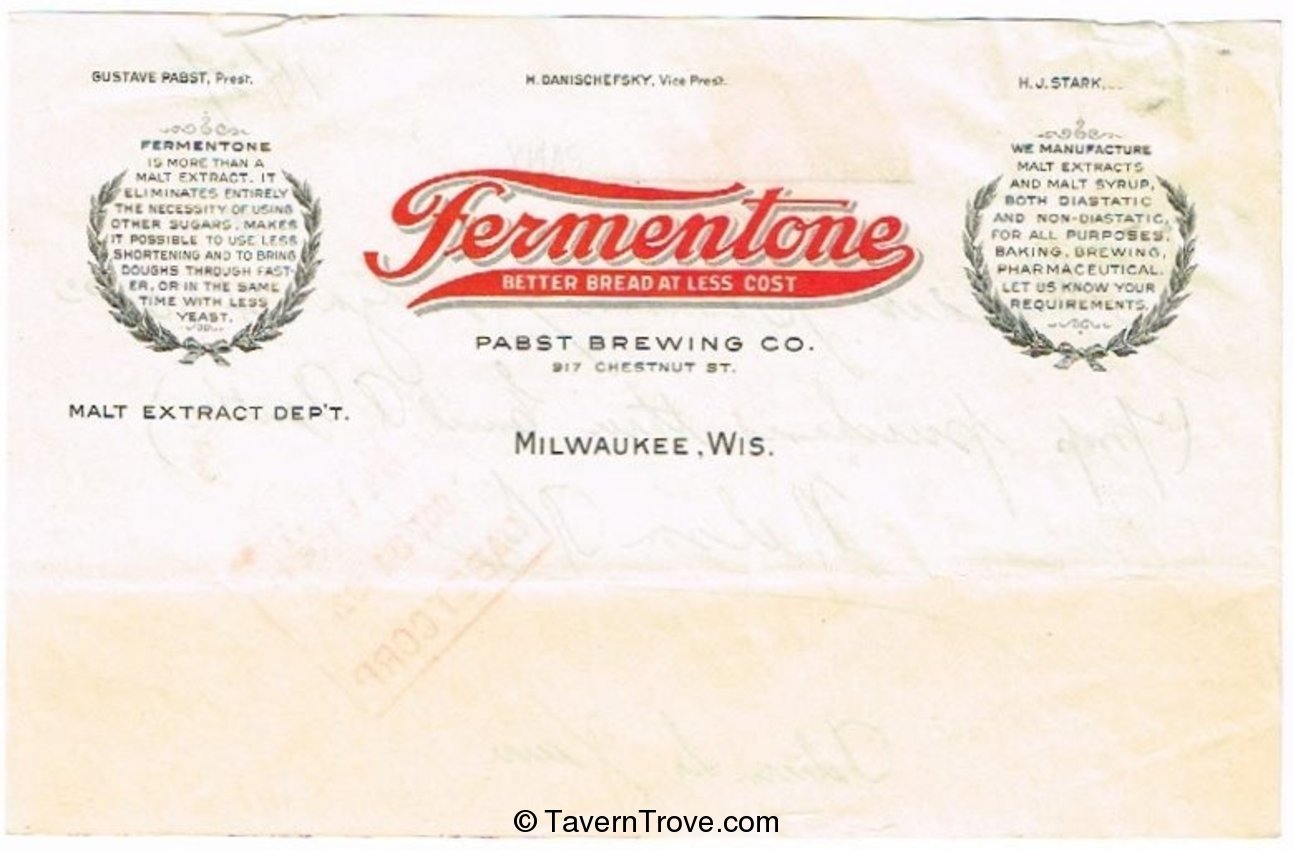 GUSTAVE PABST, Prest.
H. DANISCHEFSKY, Vice Prest.
H. J. STARK,
FERMENTONE
IS MORE THAN A
MALT EXTRACT. IT
ELIMINATES ENTIRELY
THE NECESSITY OF USING
OTHER SUGARS. MAKES
IT POSSIBLE TO USE LESS
SHORTENING AND TO BRING
DOUGHS THROUGH FAST-
ER, OR IN THE SAME
TIME WITH LESS
YEAST.
Fermentone
BETTER BREAD AT LESS COST
PABST BREWING CO.
917 CHESTNUT ST.
WE MANUFACTURE
MALT EXTRACTS
AND MALT SYRUP,
BOTH DIASTATIC
AND NON-DIASTATIC,
FOR ALL PURPOSES.
BAKING, BREWING,
PHARMACEUTICAL.
LET US KNOW YOUR
REQUIREMENTS.
MALT EXTRACT DEP'T.
MILWAUKEE, WIS.
© TavernTrove.com